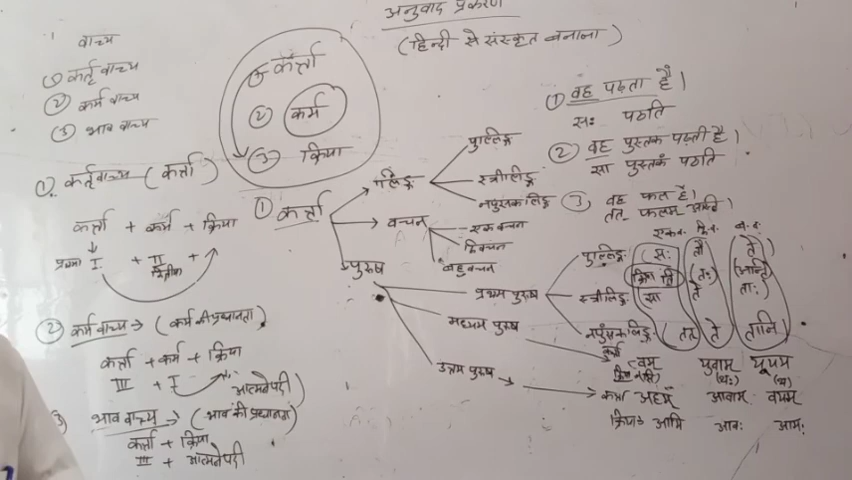 अनुवाद प्रकरण
(हिन्दी से संस्कृत बनाना)
वाच्य
① कर्तृवाच्य
② कर्म वाच्य
③ भाव वाच्य
① कर्त्ता
② कर्म
③ क्रिया
① वह पढ़ता है।
सः पठति
② वह पुस्तक पढ़ती है।
सा पुस्तकं पठति
③ वह फल है।
तत् फलम्
① कर्तृवाच्य (कर्त्ता)
कर्त्ता + कर्म + क्रिया
प्रथमा I + II +
① कर्त्ता
लिङ्ग
पुल्लिङ्ग
स्त्रीलिङ्ग
नपुंसकलिङ्ग
वचन
एकवचन
द्विवचन
बहुवचन
पुरुष
प्रथम पुरुष
मध्यम पुरुष
उत्तम पुरुष
एकव. द्वि.व. ब.व.
पुल्लिङ्ग: सः तौ ते
(तः)
स्त्रीलिङ्ग: सा ते ताः
नपुंसकलिङ्ग: तत् ते तानि
त्वम् युवाम् यूयम्
(थः) (थ)
कर्त्ता अहम् आवाम् वयम्
क्रिया आमि आवः आमः
② कर्म वाच्य → (कर्म की प्रधानता)
कर्त्ता + कर्म + क्रिया
III + I आत्मनेपदी)
③ भाव वाच्य → (भाव की प्रधानता)
कर्त्ता + क्रिया
III + आत्मनेपदी